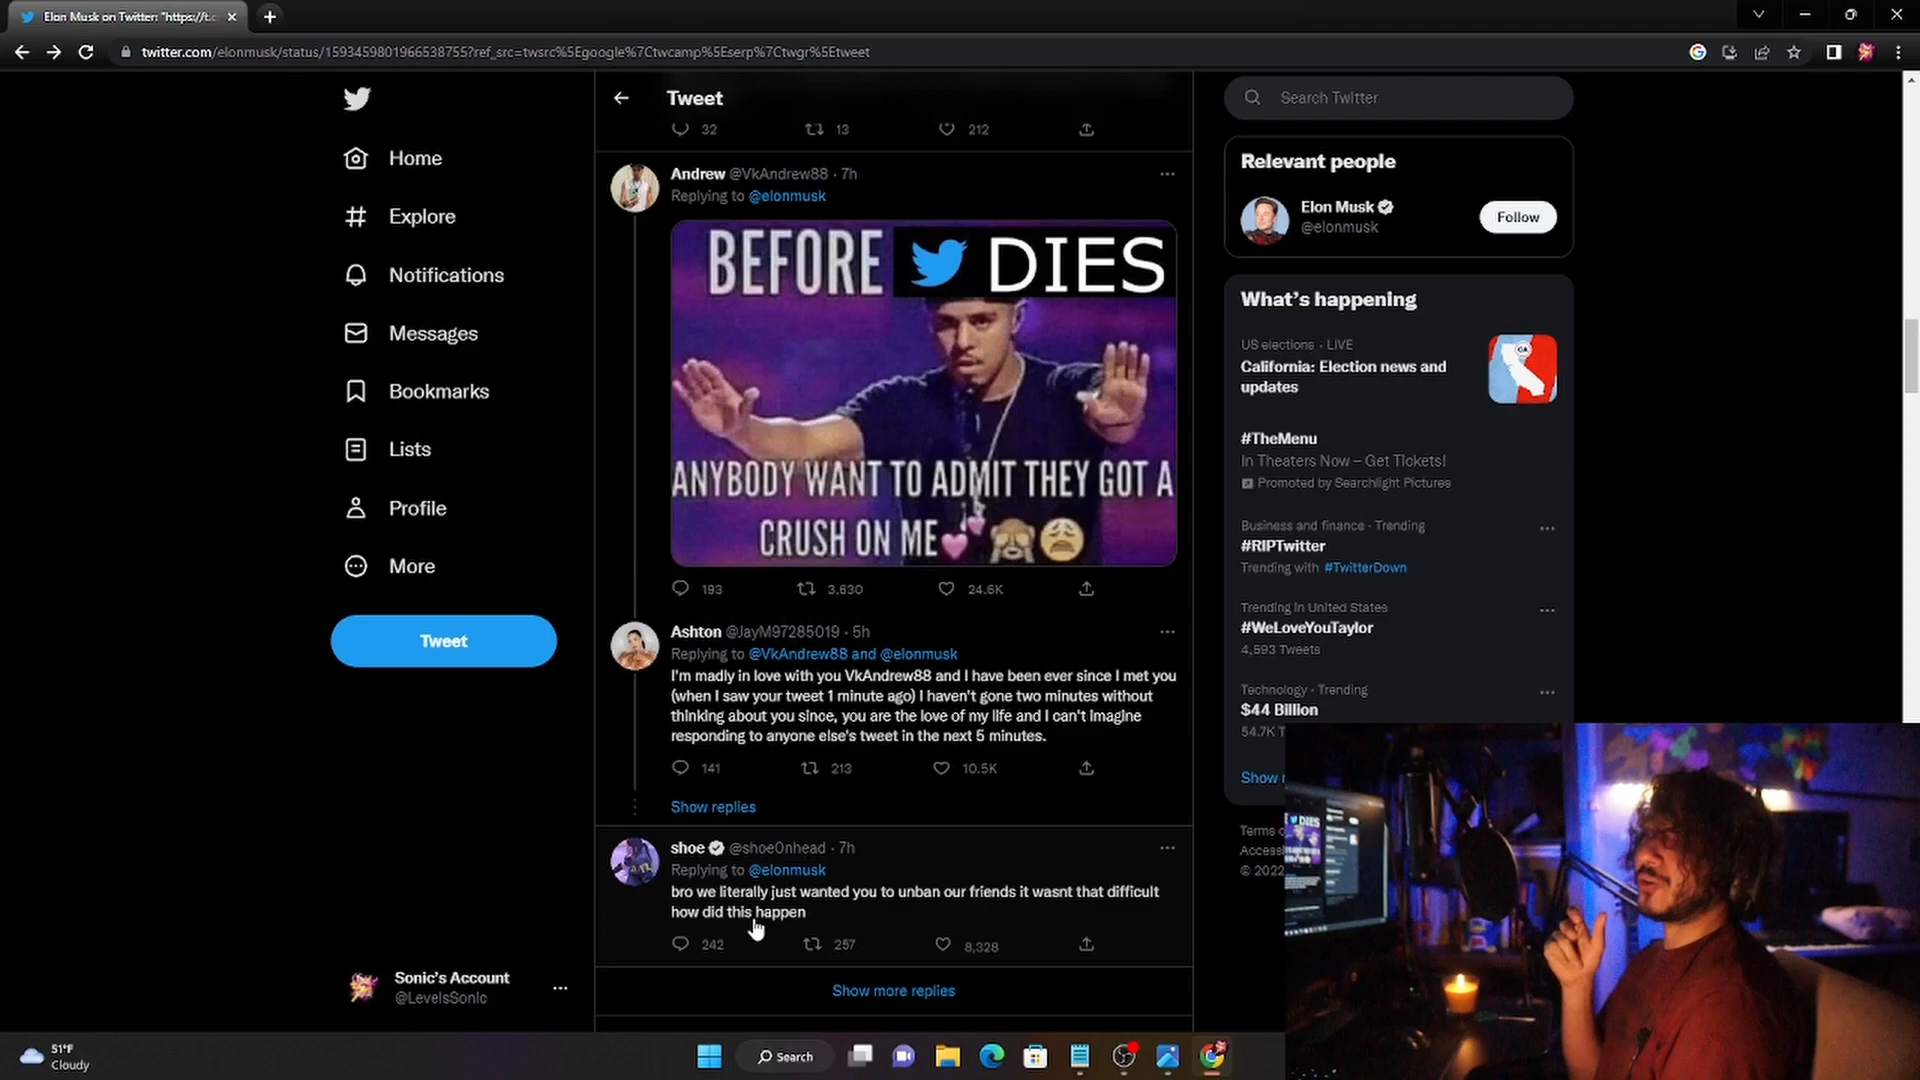 Elon Musk on Twitter: "https://t.c
twitter.com/elonmusk/status/1593459801966538755?ref_src=twsrc%5Egoogle%7Ctwcamp%5Eserp%7Ctwgr%5Etweet
Home
Explore
Notifications
Messages
Bookmarks
Lists
Profile
More
Tweet
Sonic's Account
@LevelsSonic
Tweet
32 13 212
Andrew @VkAndrew88 · 7h
Replying to @elonmusk
BEFORE DIES
ANYBODY WANT TO ADMIT THEY GOT A
CRUSH ON ME
193 3,630 24.6K
Ashton @JayM97285019 · 5h
Replying to @VkAndrew88 and @elonmusk
I'm madly in love with you VkAndrew88 and I have been ever since I met you
(when I saw your tweet 1 minute ago) I haven't gone two minutes without
thinking about you since, you are the love of my life and I can't imagine
responding to anyone else's tweet in the next 5 minutes.
141 213 10.5K
Show replies
shoe @shoe0nhead · 7h
Replying to @elonmusk
bro we literally just wanted you to unban our friends it wasnt that difficult
how did this happen
242 257 8,328
Show more replies
Search Twitter
Relevant people
Elon Musk
@elonmusk
Follow
What's happening
US elections · LIVE
California: Election news and
updates
CA
#TheMenu
In Theaters Now – Get Tickets!
Promoted by Searchlight Pictures
Business and finance · Trending
#RIPTwitter
Trending with #TwitterDown
Trending in United States
#WeLoveYouTaylor
4,593 Tweets
Technology · Trending
$44 Billion
54.7K T
Show
Terms
Access
© 2022
DIES
51°F
Cloudy
Search